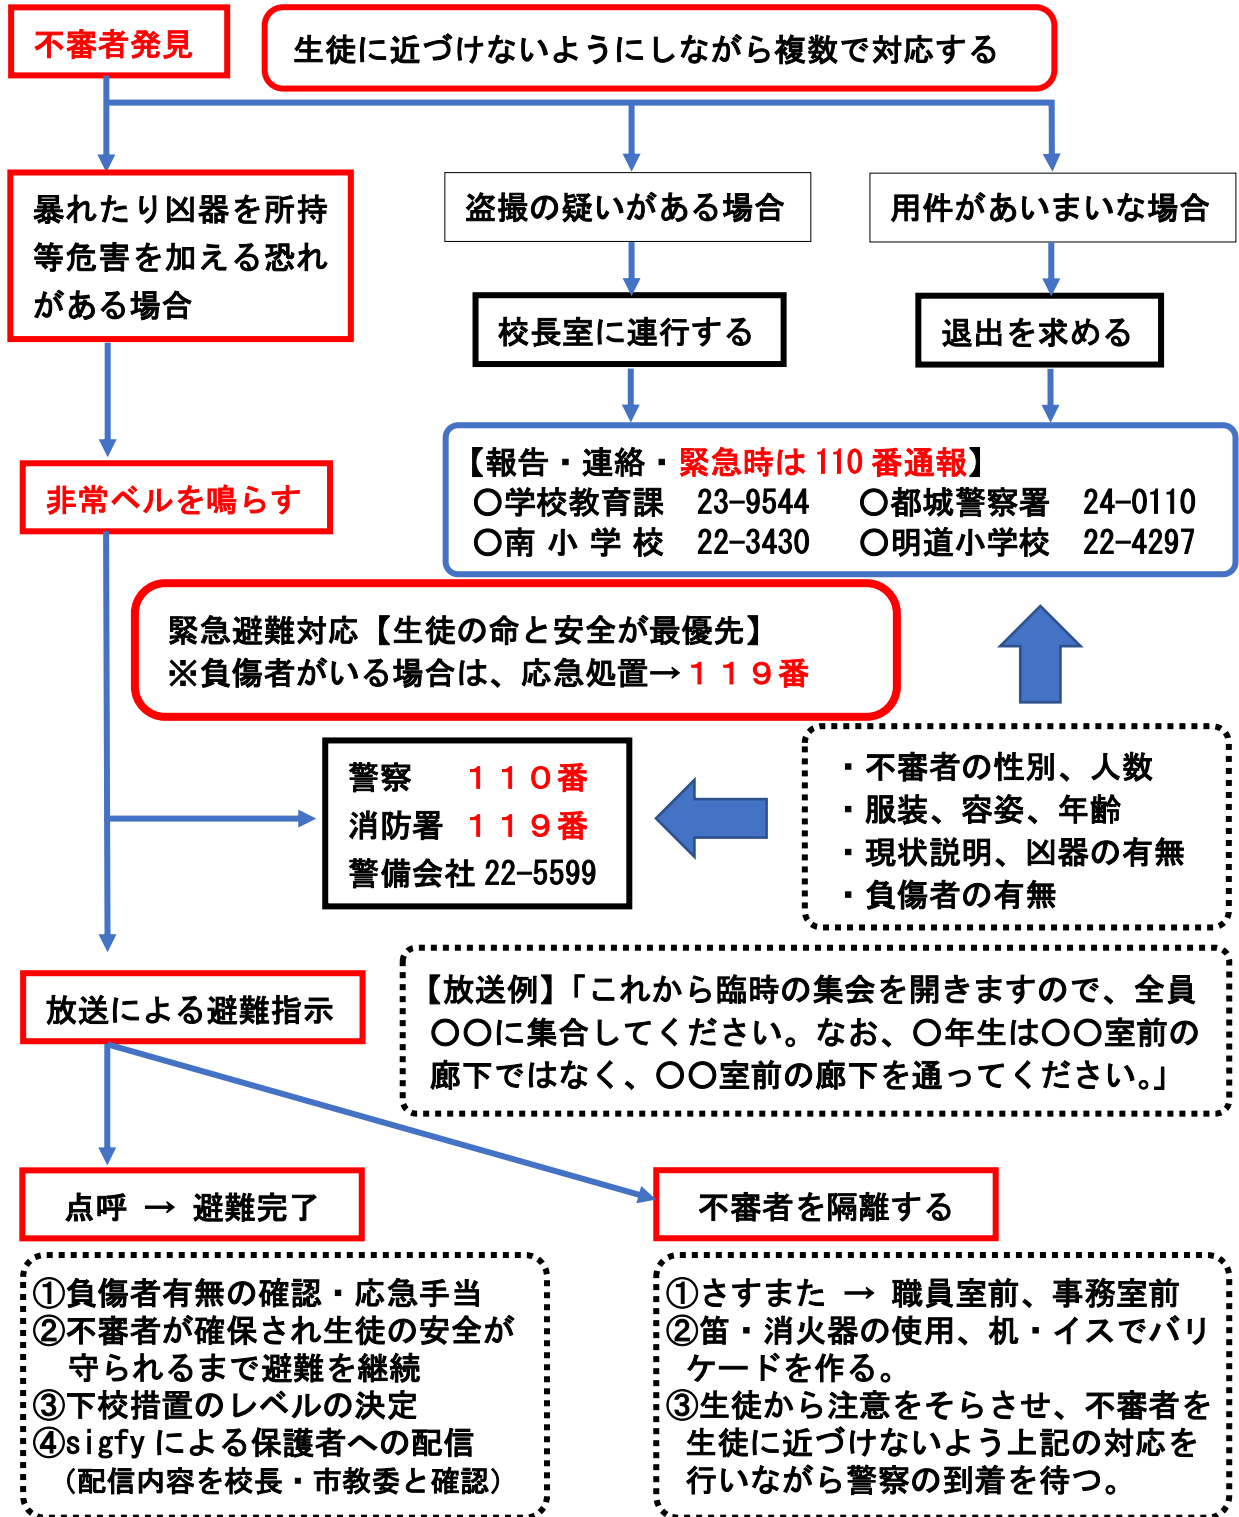 不審者発見
生徒に近づけないようにしながら複数で対応する
暴れたり凶器を所持
等危害を加える恐れ
がある場合
盗撮の疑いがある場合
用件があいまいな場合
校長室に連行する
退出を求める
非常ベルを鳴らす
【報告・連絡・緊急時は110番通報】
〇学校教育課 23-9544 〇都城警察署 24-0110
〇南小学校 22-3430 〇明道小学校 22-4297
緊急避難対応【生徒の命と安全が最優先】
※負傷者がいる場合は、応急処置→119番
警察 110番
消防署 119番
警備会社 22-5599
・不審者の性別、人数
・服装、容姿、年齢
・現状説明、凶器の有無
・負傷者の有無
放送による避難指示
【放送例】「これから臨時の集会を開きますので、全員
〇〇に集合してください。なお、〇年生は〇〇室前の
廊下ではなく、〇〇室前の廊下を通ってください。」
点呼 → 避難完了
不審者を隔離する
①負傷者有無の確認・応急手当
②不審者が確保され生徒の安全が
守られるまで避難を継続
③下校措置のレベルの決定
④sigfyによる保護者への配信
(配信内容を校長・市教委と確認)
①さすまた → 職員室前、事務室前
②笛・消火器の使用、机・イスでバリ
ケードを作る。
③生徒から注意をそらさせ、不審者を
生徒に近づけないよう上記の対応を
行いながら警察の到着を待つ。